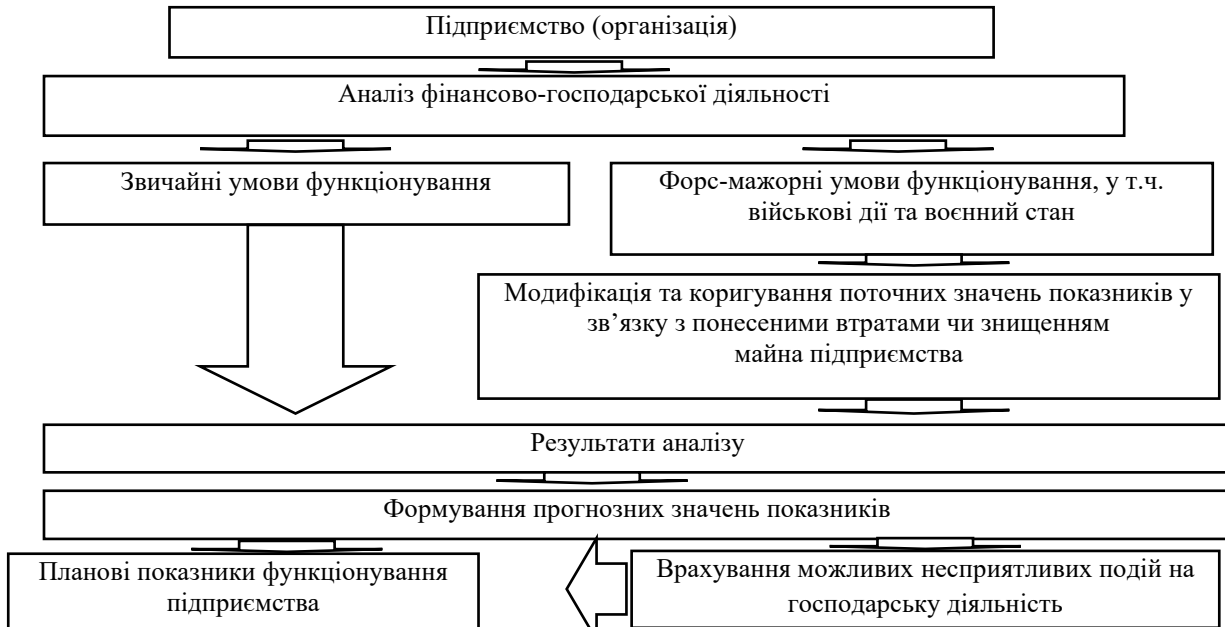 Підприємство (організація)
Аналіз фінансово-господарської діяльності
Звичайні умови функціонування
Форс-мажорні умови функціонування, у т.ч.
військові дії та воєнний стан
Модифікація та коригування поточних значень показників у
зв’язку з понесеними втратами чи знищенням
майна підприємства
Результати аналізу
Формування прогнозних значень показників
Планові показники функціонування
підприємства
Врахування можливих несприятливих подій на
господарську діяльність